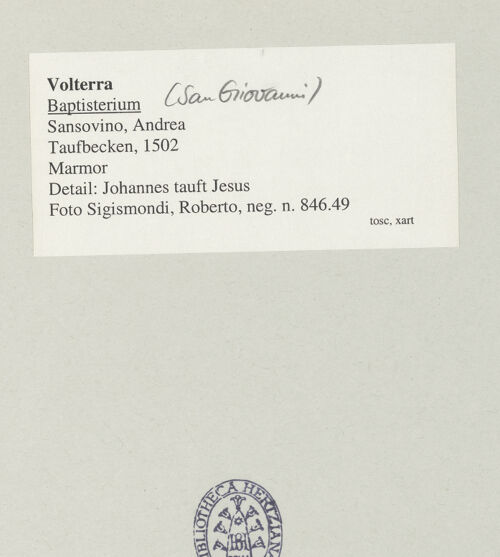 Volterra
Baptisterium (San Giovanni)
Sansovino, Andrea
Taufbecken, 1502
Marmor
Detail: Johannes tauft Jesus
Foto Sigismondi, Roberto, neg. n. 846.49
tosc, xart
BIBLIOTHECA HERTZIANA